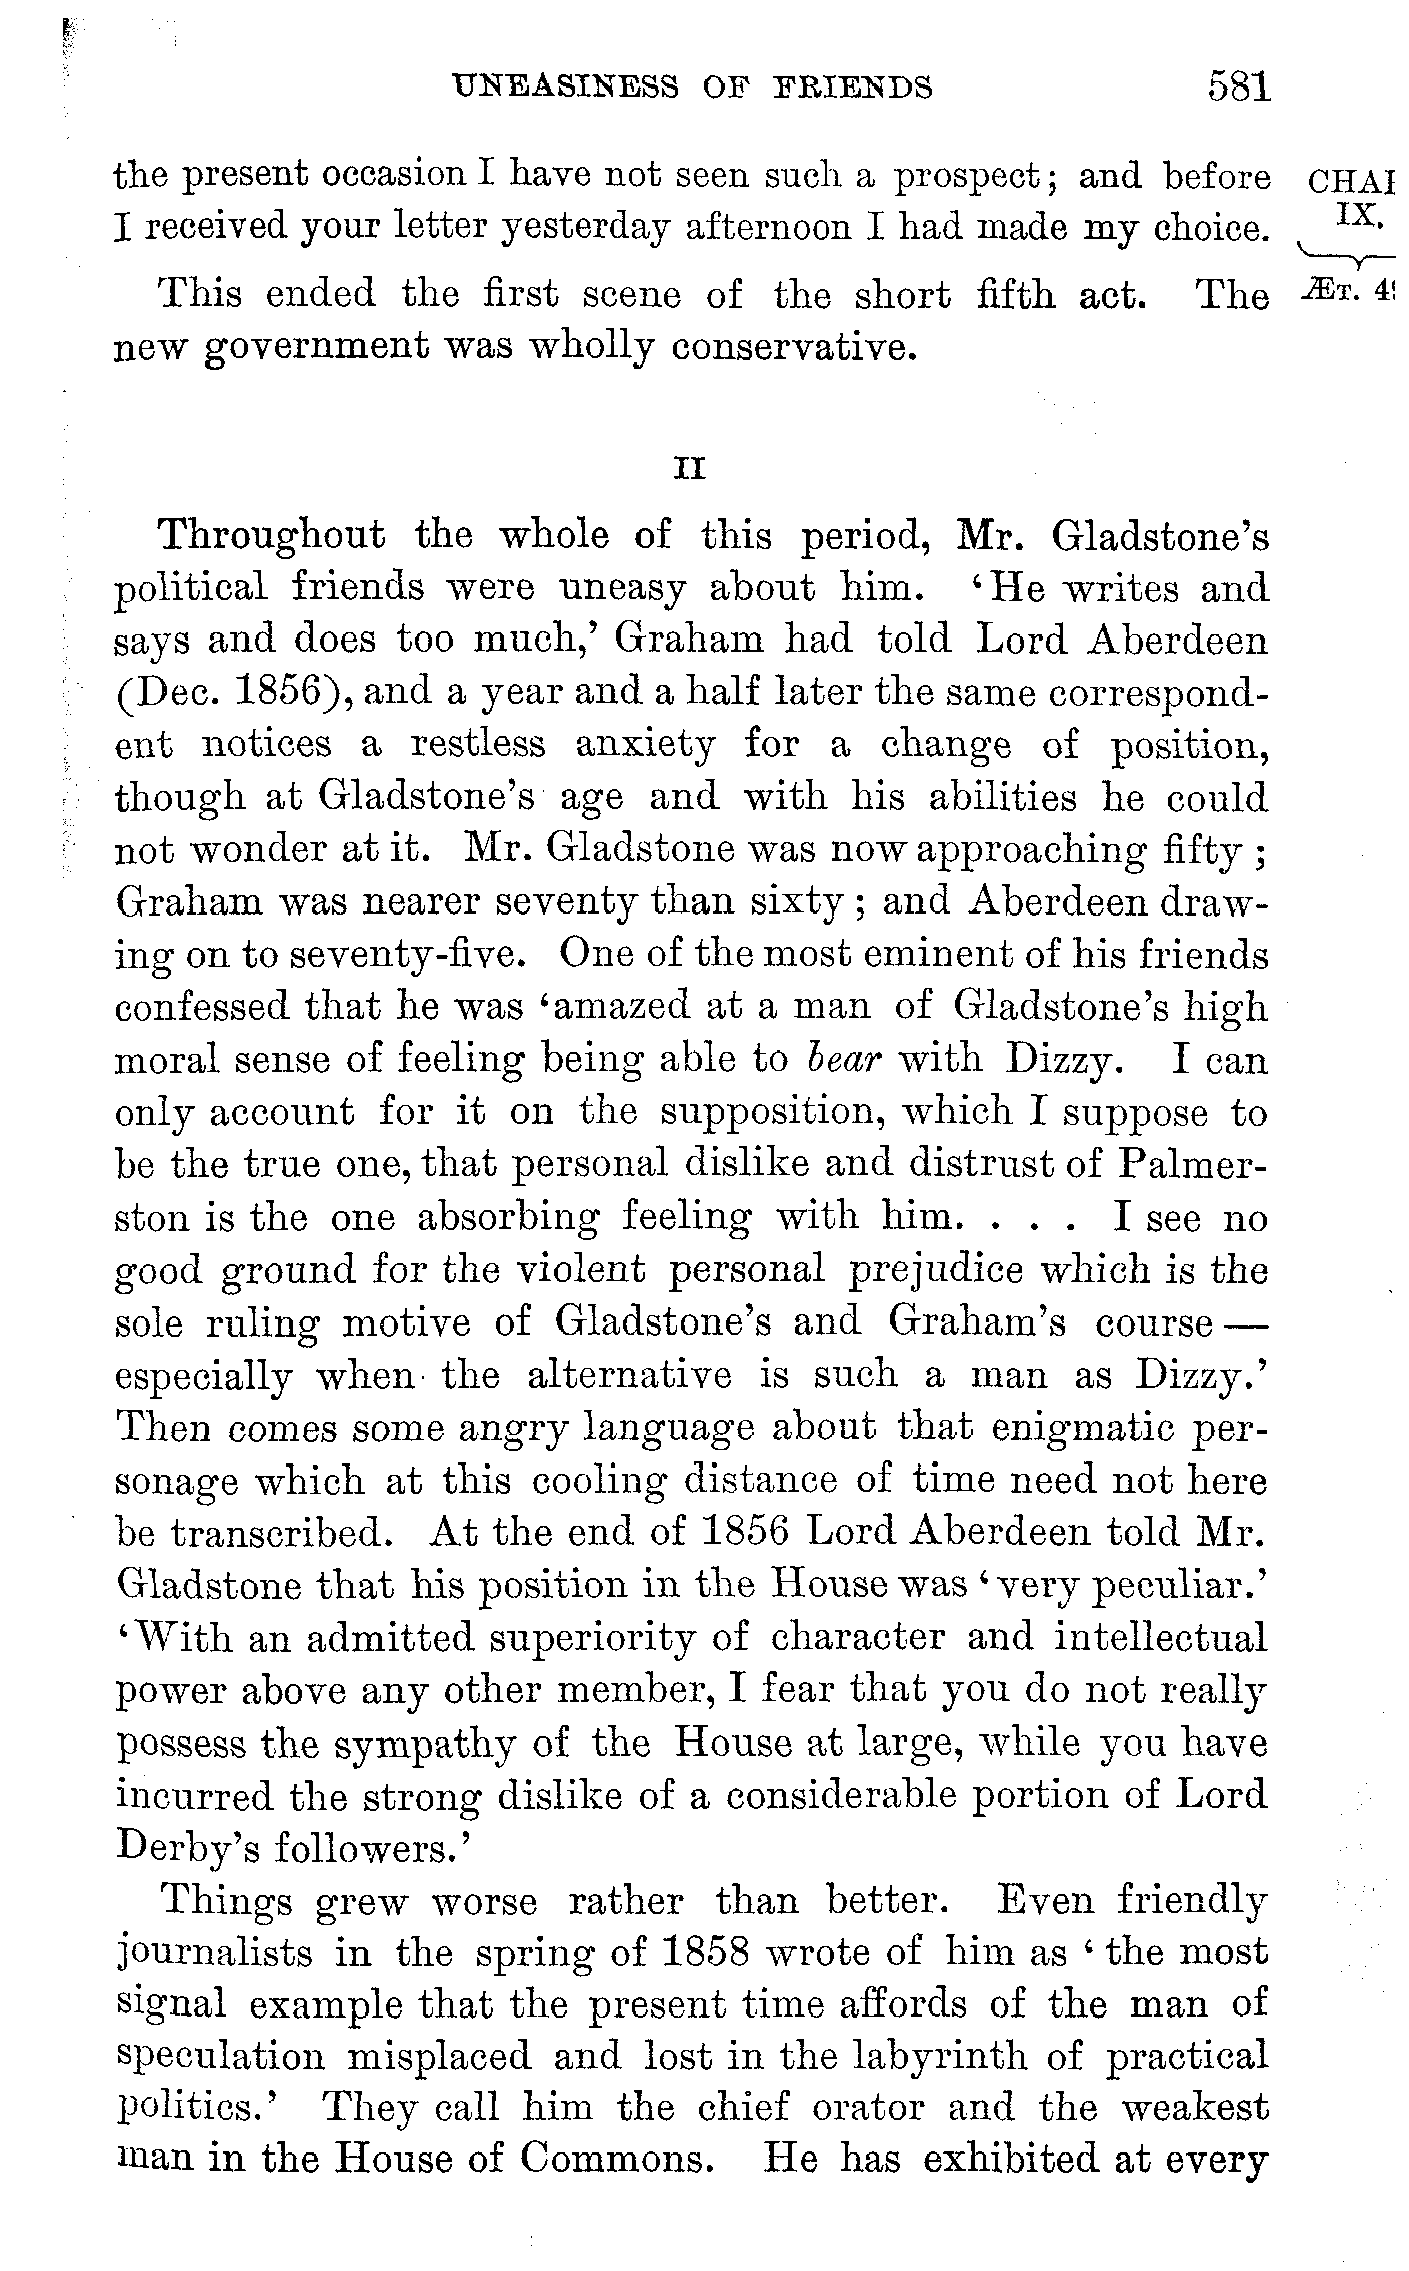 UNEASINESS OF FRIENDS 581
the present occasion I have not seen such a prospect; and before
I received your letter yesterday afternoon I had made my choice.
CHAI
IX.
ÆT. 49
This ended the first scene of the short fifth act. The
new government was wholly conservative.
II
Throughout the whole of this period, Mr. Gladstone's
political friends were uneasy about him. ‘He writes and
says and does too much,’ Graham had told Lord Aberdeen
(Dec. 1856), and a year and a half later the same correspond-
ent notices a restless anxiety for a change of position,
though at Gladstone's age and with his abilities he could
not wonder at it. Mr. Gladstone was now approaching fifty ;
Graham was nearer seventy than sixty ; and Aberdeen draw-
ing on to seventy-five. One of the most eminent of his friends
confessed that he was ‘amazed at a man of Gladstone's high
moral sense of feeling being able to bear with Dizzy. I can
only account for it on the supposition, which I suppose to
be the true one, that personal dislike and distrust of Palmer-
ston is the one absorbing feeling with him. . . . I see no
good ground for the violent personal prejudice which is the
sole ruling motive of Gladstone's and Graham's course —
especially when the alternative is such a man as Dizzy.’
Then comes some angry language about that enigmatic per-
sonage which at this cooling distance of time need not here
be transcribed. At the end of 1856 Lord Aberdeen told Mr.
Gladstone that his position in the House was ‘very peculiar.’
‘With an admitted superiority of character and intellectual
power above any other member, I fear that you do not really
possess the sympathy of the House at large, while you have
incurred the strong dislike of a considerable portion of Lord
Derby's followers.’
Things grew worse rather than better. Even friendly
journalists in the spring of 1858 wrote of him as ‘the most
signal example that the present time affords of the man of
speculation misplaced and lost in the labyrinth of practical
politics.’ They call him the chief orator and the weakest
man in the House of Commons. He has exhibited at every